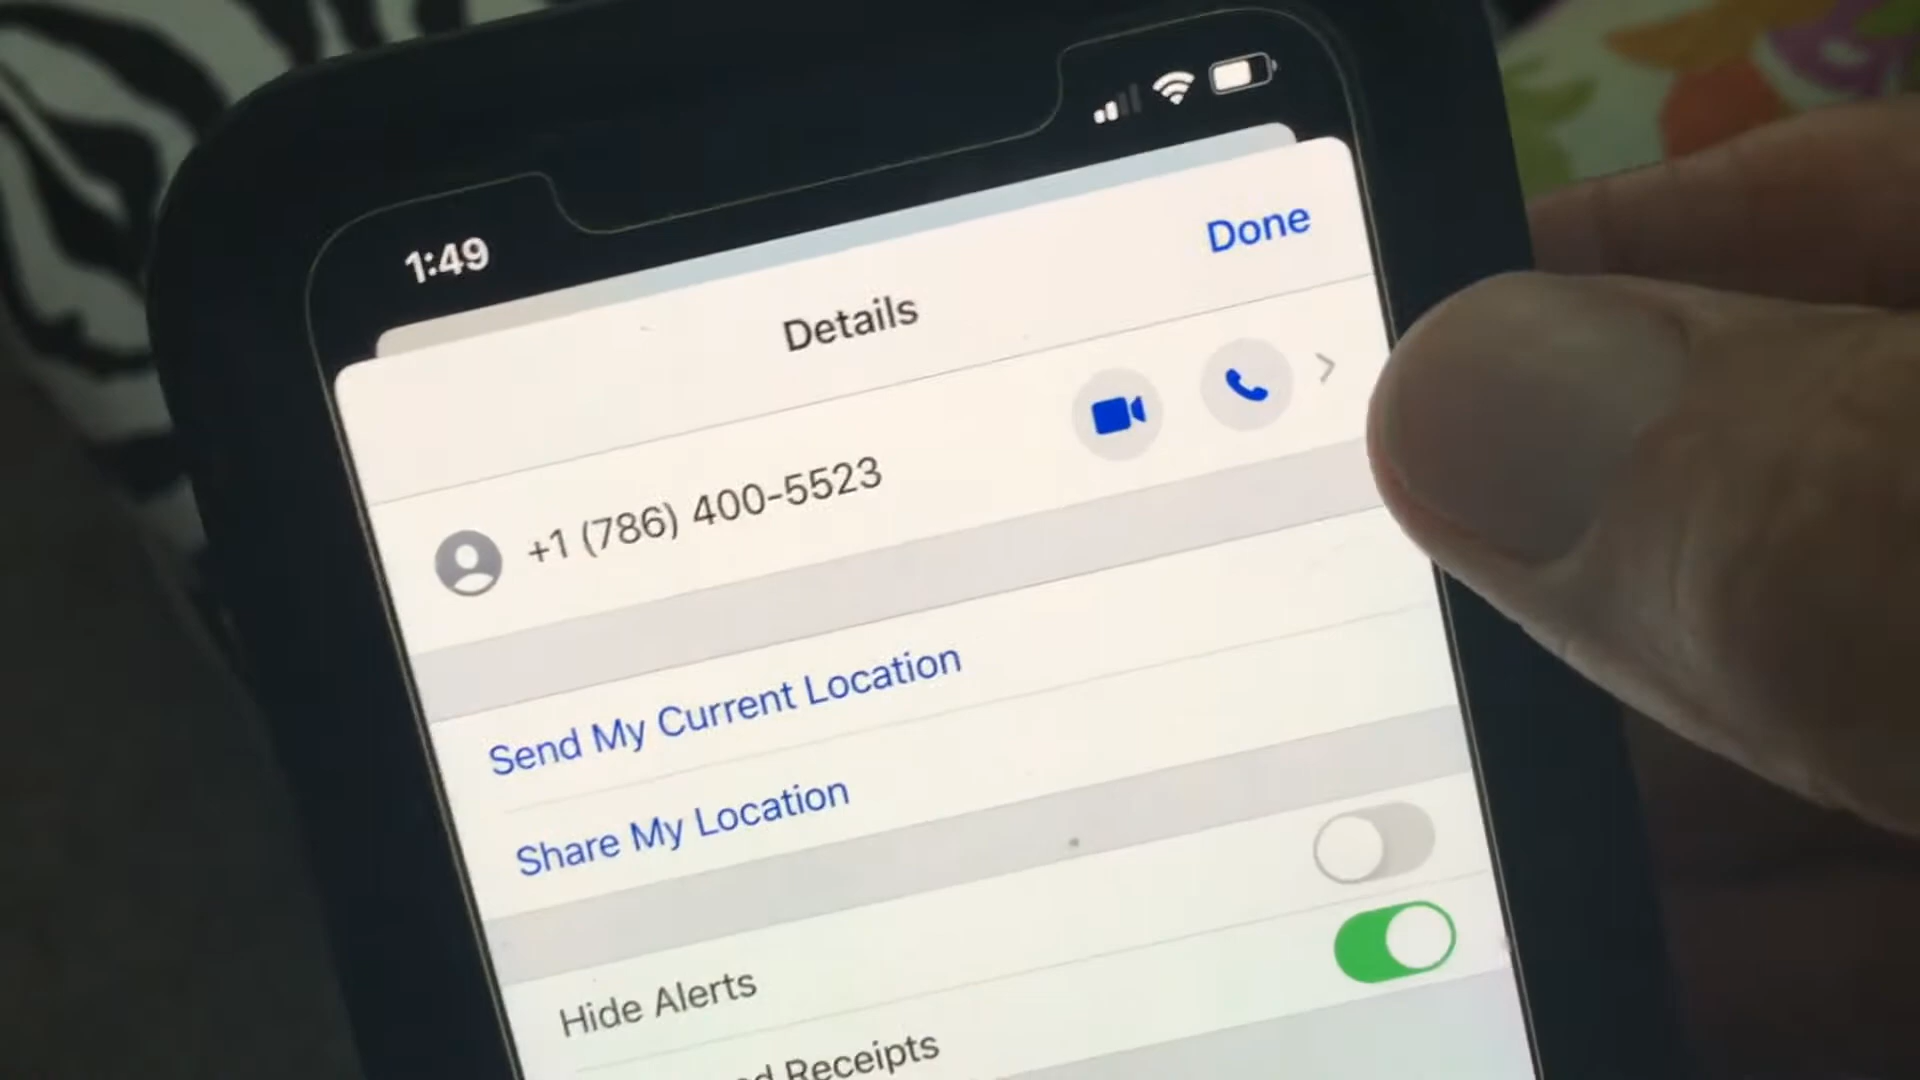 1:49
Done
Details
+1 (786) 400-5523
Send My Current Location
Share My Location
Hide Alerts
Receipts